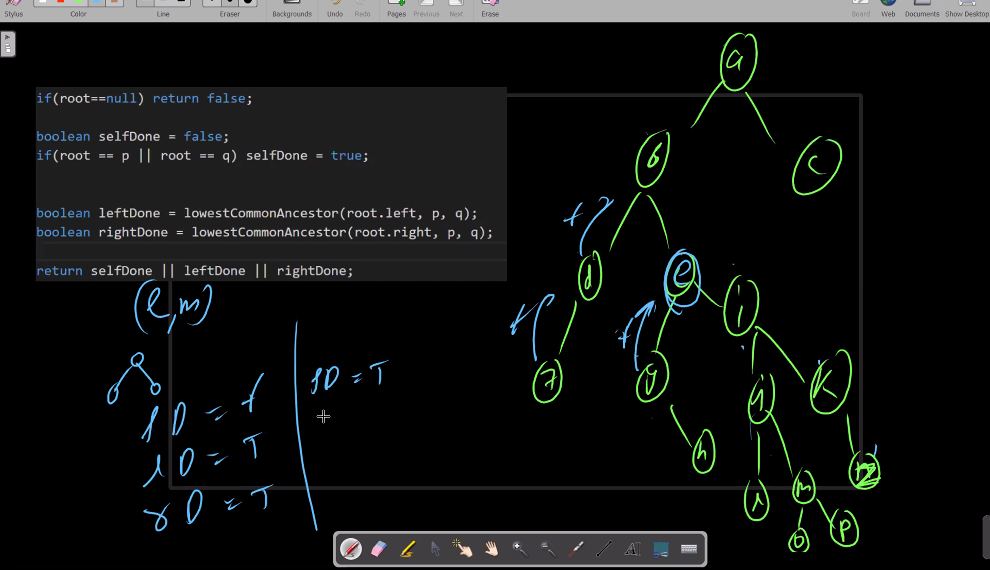 Stylus Color Line Eraser Backgrounds Undo Redo Pages Previous Next Erase Board Web Documents Show Desktop
if(root==null) return false;
boolean selfDone = false;
if(root == p || root == q) selfDone = true;
boolean leftDone = lowestCommonAncestor(root.left, p, q);
boolean rightDone = lowestCommonAncestor(root.right, p, q);
return selfDone || leftDone || rightDone;
a
b c
d e
i
k
h
m
o p
D = f
D = T
D = T
D = T